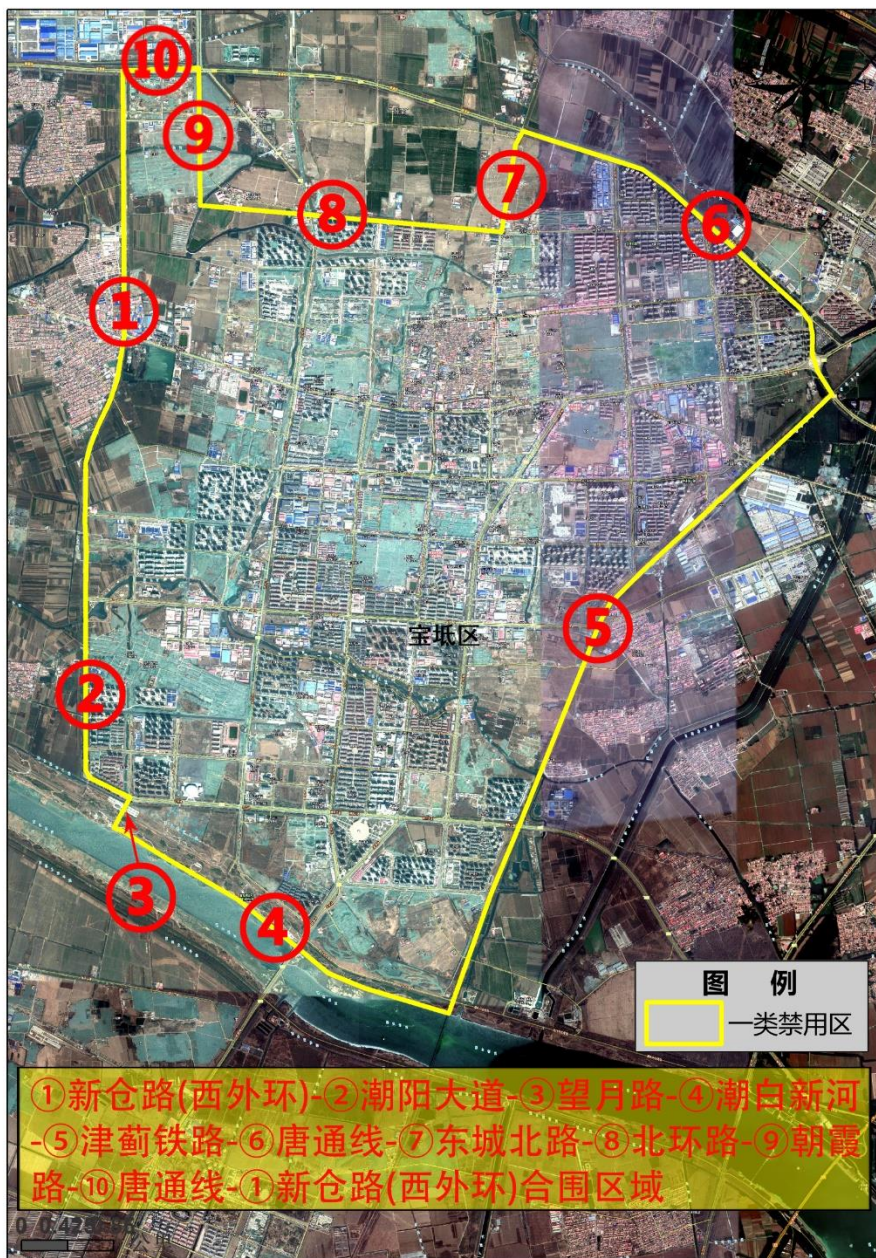 ⑩
⑨
⑦
⑧
⑥
①
宝坻区
⑤
②
③
④
图 例
一类禁用区
①新仓路(西外环)-②潮阳大道-③望月路-④潮白新河
-⑤津蓟铁路-⑥唐通线-⑦东城北路-⑧北环路-⑨朝霞
路-⑩唐通线-①新仓路(西外环)合围区域